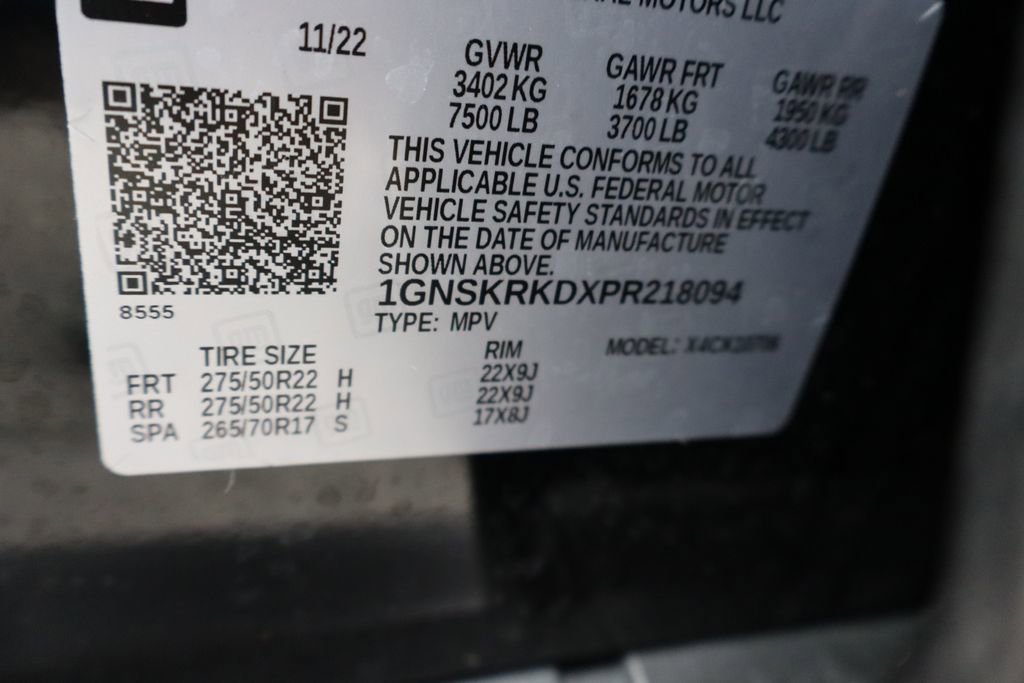 MOTORS LLC
11/22
GVWR GAWR FRT GAWR RR
3402 KG 1678 KG 1950 KG
7500 LB 3700 LB 4300 LB
THIS VEHICLE CONFORMS TO ALL
APPLICABLE U.S. FEDERAL MOTOR
VEHICLE SAFETY STANDARDS IN EFFECT
ON THE DATE OF MANUFACTURE
SHOWN ABOVE.
8555
1GNSKRKDXPR218094
TYPE: MPV
TIRE SIZE RIM MODEL:
FRT 275/50R22 H 22X9J
RR 275/50R22 H 22X9J
SPA 265/70R17 S 17X8J